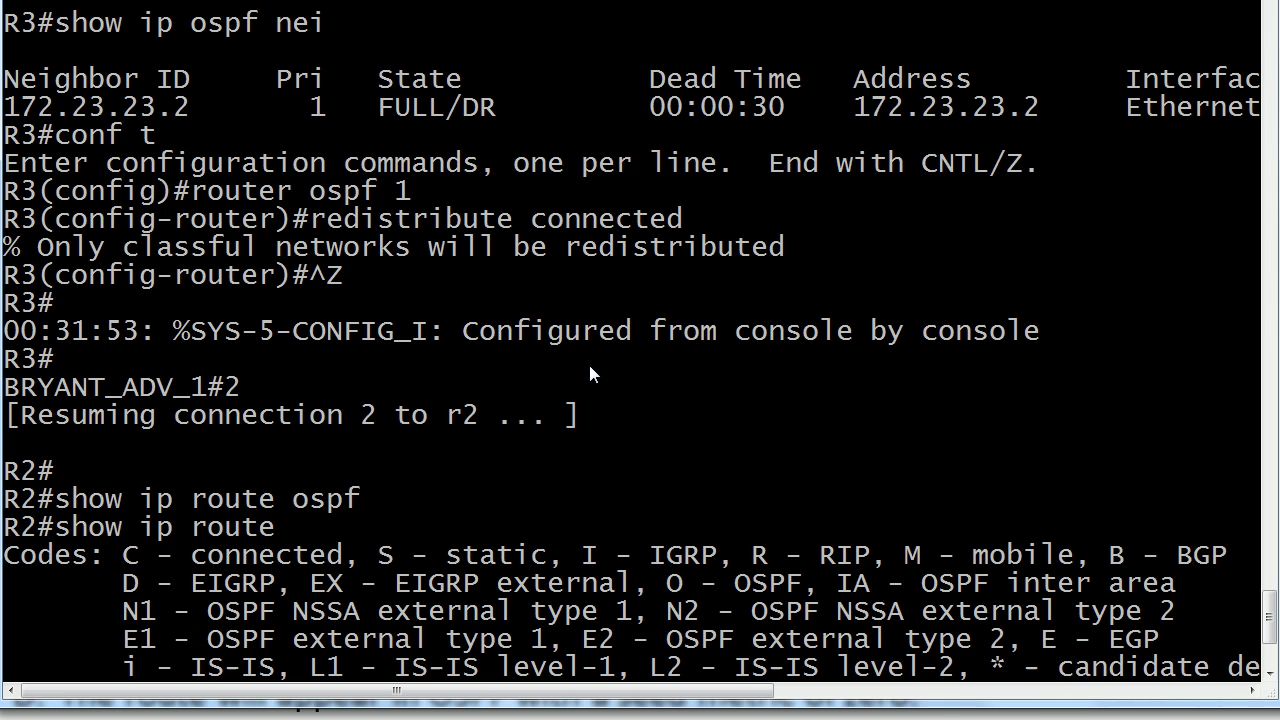 R3#show ip ospf nei
Neighbor ID Pri State Dead Time Address Interfac
172.23.23.2 1 FULL/DR 00:00:30 172.23.23.2 Ethernet
R3#conf t
Enter configuration commands, one per line. End with CNTL/Z.
R3(config)#router ospf 1
R3(config-router)#redistribute connected
% Only classful networks will be redistributed
R3(config-router)#^Z
R3#
00:31:53: %SYS-5-CONFIG_I: Configured from console by console
R3#
BRYANT_ADV_1#2
[Resuming connection 2 to r2 ... ]
R2#
R2#show ip route ospf
R2#show ip route
Codes: C - connected, S - static, I - IGRP, R - RIP, M - mobile, B - BGP
D - EIGRP, EX - EIGRP external, O - OSPF, IA - OSPF inter area
N1 - OSPF NSSA external type 1, N2 - OSPF NSSA external type 2
E1 - OSPF external type 1, E2 - OSPF external type 2, E - EGP
i - IS-IS, L1 - IS-IS level-1, L2 - IS-IS level-2, * - candidate de